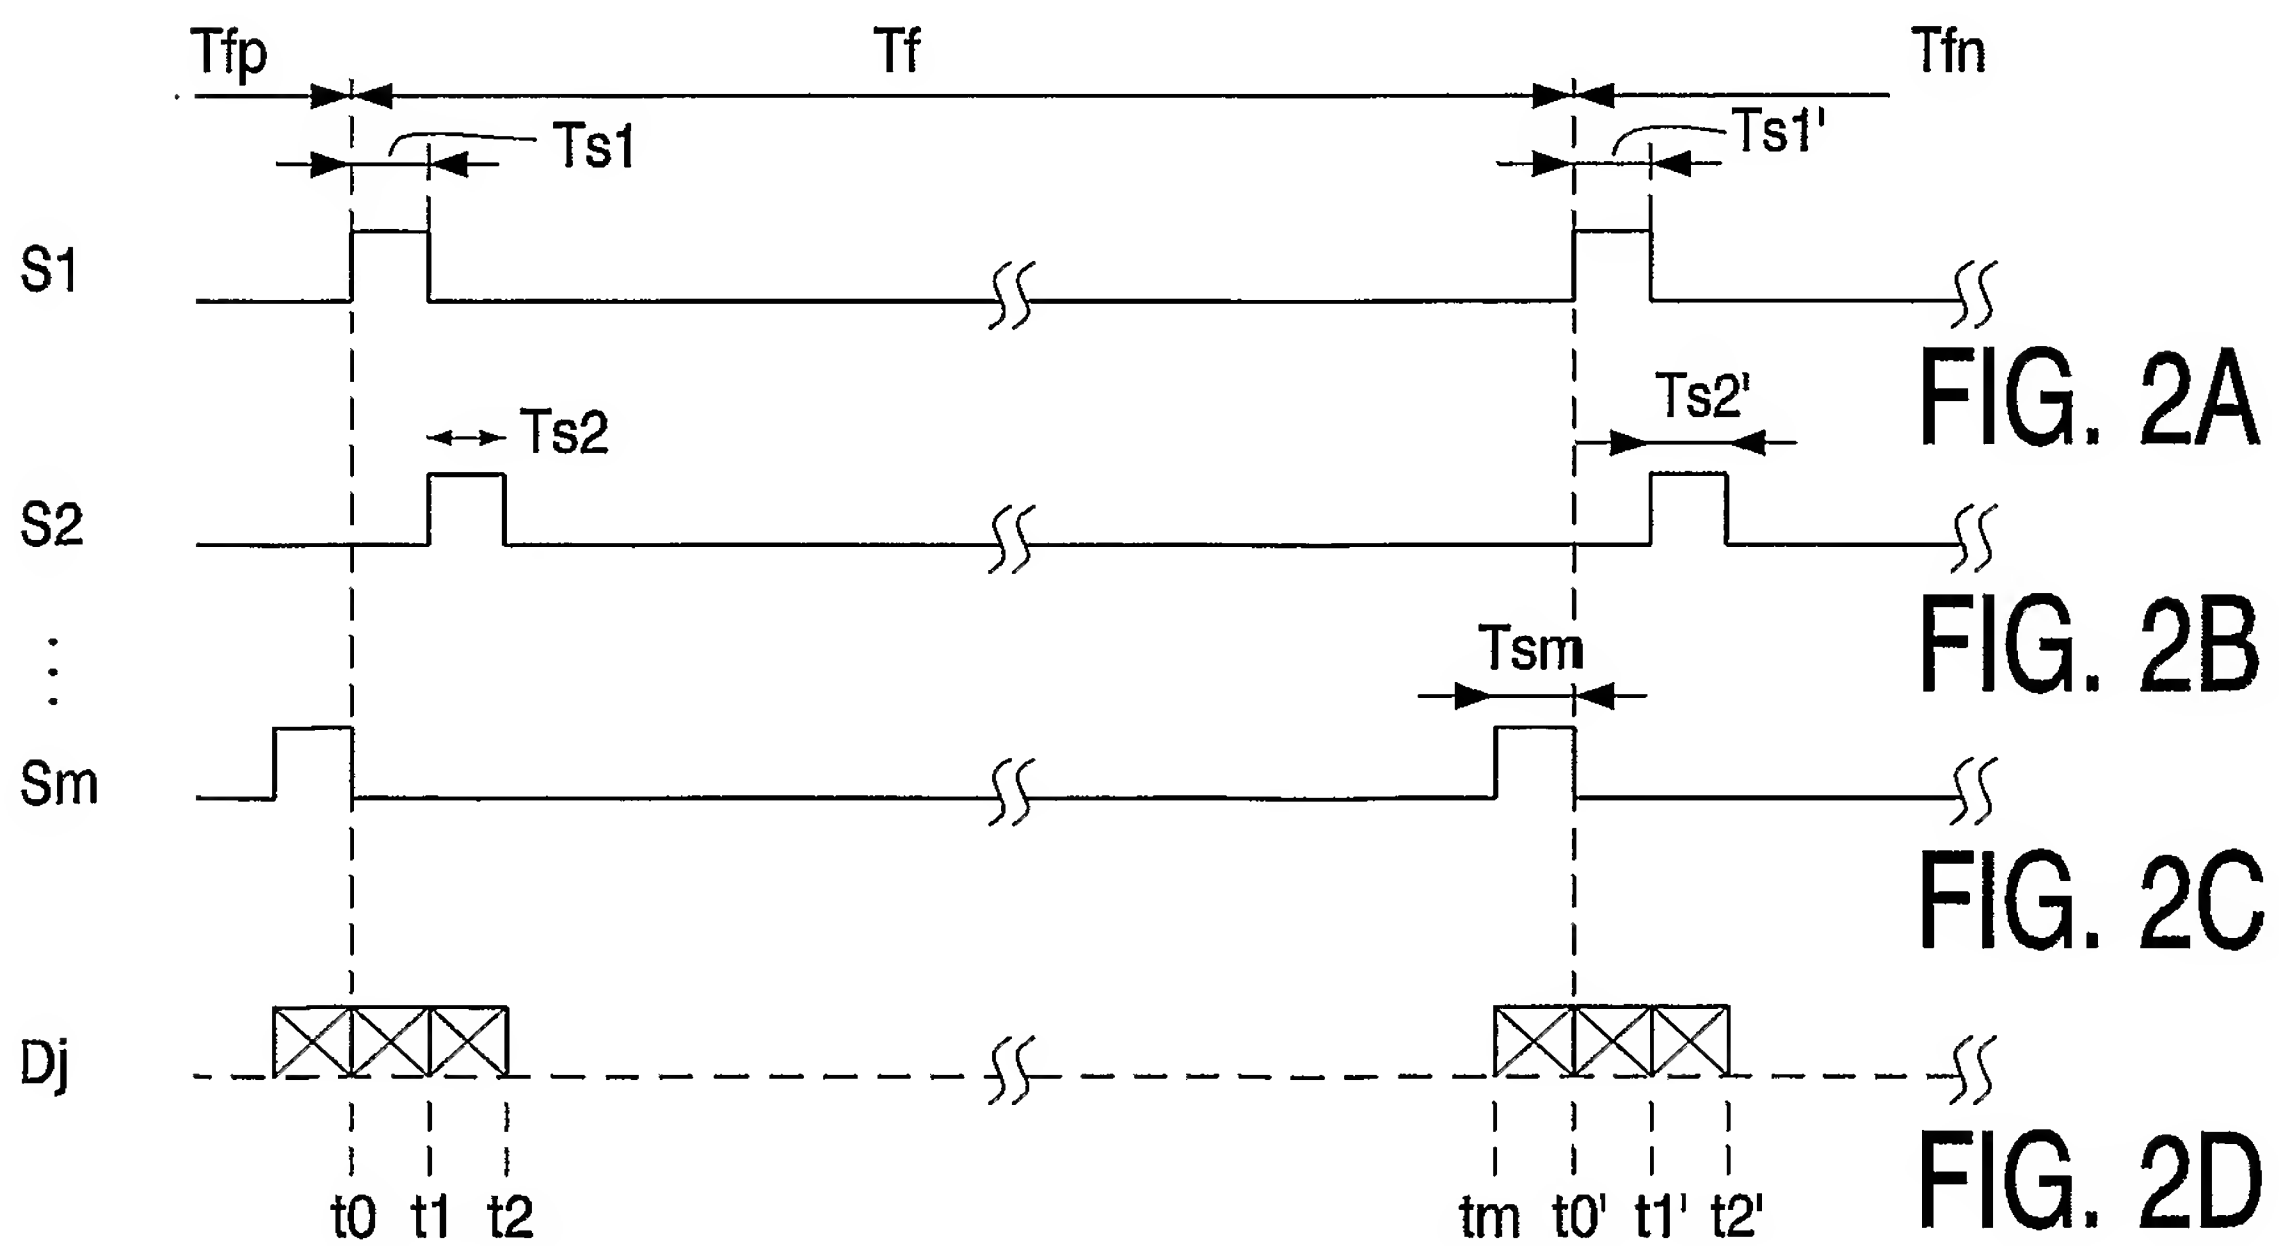 Tfp Tf Tfn
Ts1 Ts1'
S1
FIG. 2A
Ts2 Ts2'
S2
FIG. 2B
Tsm
Sm
FIG. 2C
Dj
t0 t1 t2 tm t0' t1' t2'
FIG. 2D